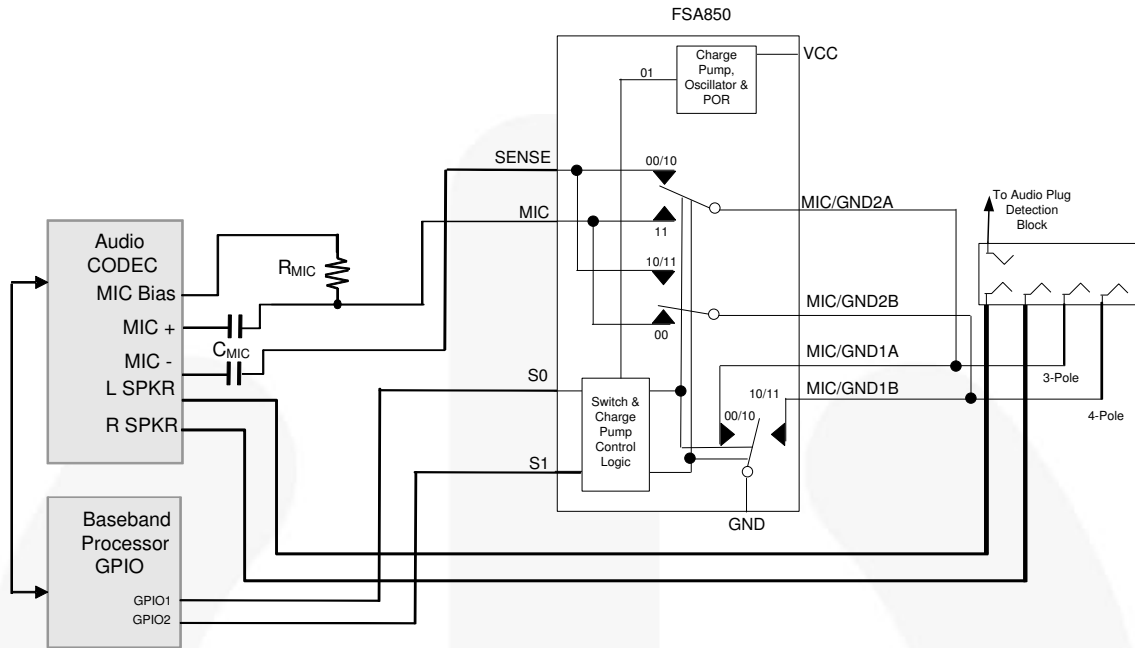 FSA850
Charge
Pump,
Oscillator &
POR
VCC
01
SENSE
00/10
MIC
11
MIC/GND2A
To Audio Plug
Detection
Block
Audio
CODEC
MIC Bias
MIC +
MIC -
L SPKR
R SPKR
RMIC
CMIC
10/11
00
MIC/GND2B
MIC/GND1A
MIC/GND1B
3-Pole
4-Pole
S0
S1
Switch &
Charge
Pump
Control
Logic
10/11
00/10
GND
Baseband
Processor
GPIO
GPIO1
GPIO2